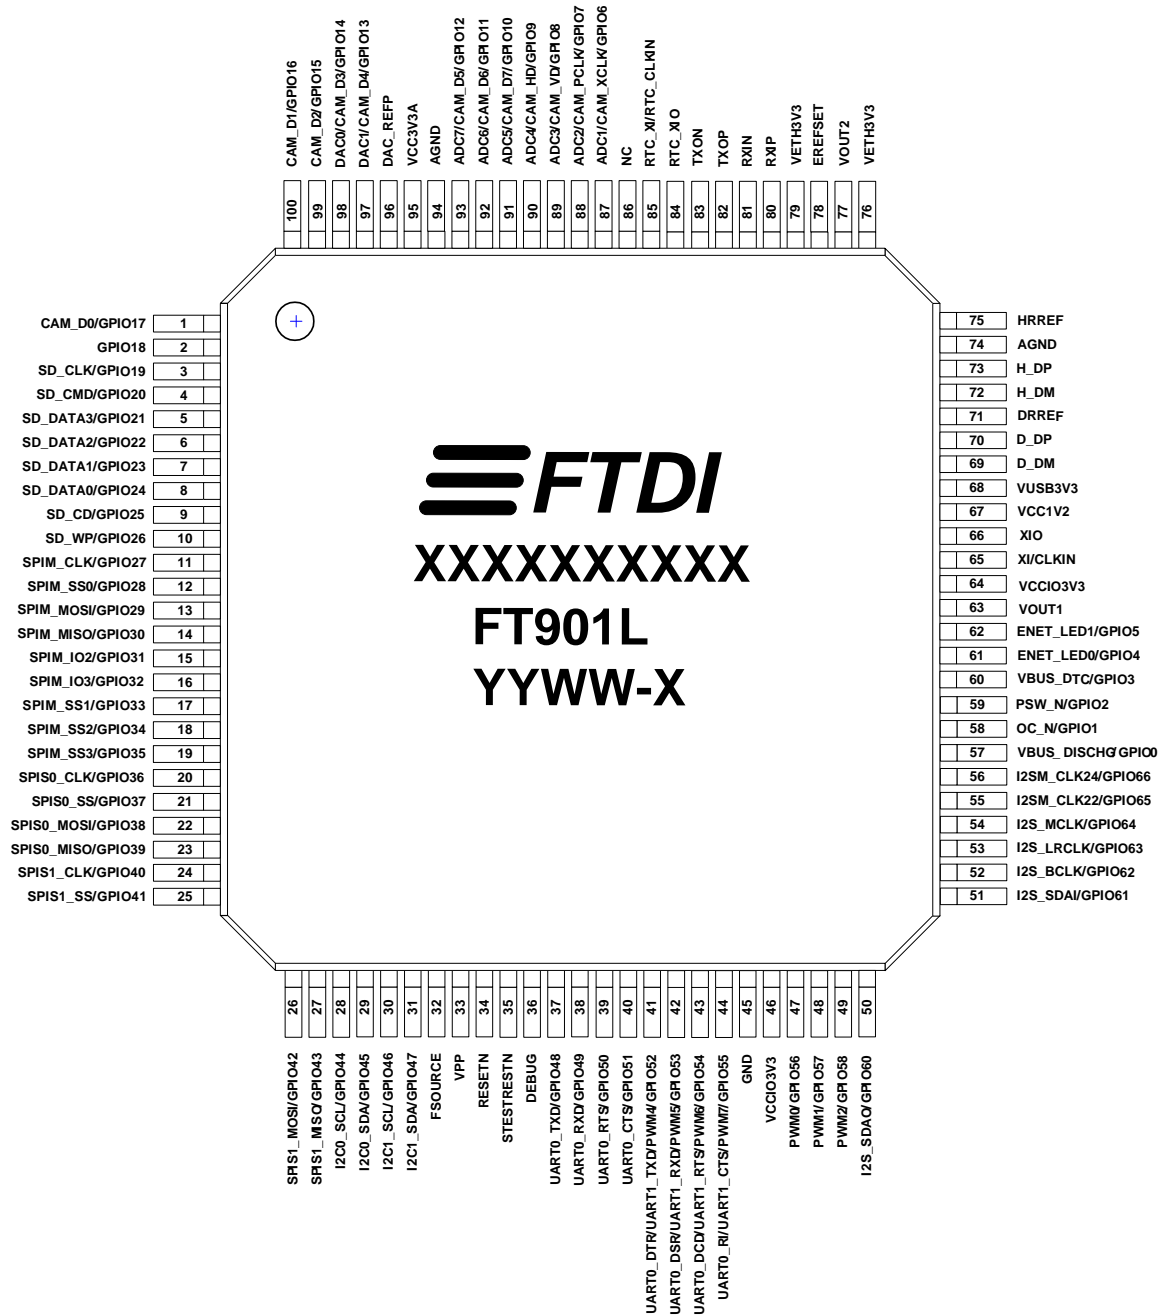 CAM_D1/GPIO16
CAM_D2/GPIO15
DAC0/CAM_D3/GPIO14
DAC1/CAM_D4/GPIO13
DAC_REFP
VCC3V3A
AGND
ADC7/CAM_D5/GPIO12
ADC6/CAM_D6/GPIO11
ADC5/CAM_D7/GPIO10
ADC4/CAM_HD/GPIO9
ADC3/CAM_VD/GPIO8
ADC2/CAM_PCLK/GPIO7
ADC1/CAM_XCLK/GPIO6
NC
RTC_XI/RTC_CLKIN
RTC_XIO
TXON
TXOP
RXIN
RXIP
VETH3V3
EREFSET
VOUT2
VETH3V3
100
99
98
97
96
95
94
93
92
91
90
89
88
87
86
85
84
83
82
81
80
79
78
77
76
CAM_D0/GPIO17 1
GPIO18 2
SD_CLK/GPIO19 3
SD_CMD/GPIO20 4
SD_DATA3/GPIO21 5
SD_DATA2/GPIO22 6
SD_DATA1/GPIO23 7
SD_DATA0/GPIO24 8
SD_CD/GPIO25 9
SD_WP/GPIO26 10
SPIM_CLK/GPIO27 11
SPIM_SS0/GPIO28 12
SPIM_MOSI/GPIO29 13
SPIM_MISO/GPIO30 14
SPIM_IO2/GPIO31 15
SPIM_IO3/GPIO32 16
SPIM_SS1/GPIO33 17
SPIM_SS2/GPIO34 18
SPIM_SS3/GPIO35 19
SPIS0_CLK/GPIO36 20
SPIS0_SS/GPIO37 21
SPIS0_MOSI/GPIO38 22
SPIS0_MISO/GPIO39 23
SPIS1_CLK/GPIO40 24
SPIS1_SS/GPIO41 25
FTDI
XXXXXXXXXX
FT901L
YYWW-X
75 HRREF
74 AGND
73 H_DP
72 H_DM
71 DRREF
70 D_DP
69 D_DM
68 VUSB3V3
67 VCC1V2
66 XIO
65 XI/CLKIN
64 VCCIO3V3
63 VOUT1
62 ENET_LED1/GPIO5
61 ENET_LED0/GPIO4
60 VBUS_DTC/GPIO3
59 PSW_N/GPIO2
58 OC_N/GPIO1
57 VBUS_DISCHG/GPIO0
56 I2SM_CLK24/GPIO66
55 I2SM_CLK22/GPIO65
54 I2S_MCLK/GPIO64
53 I2S_LRCLK/GPIO63
52 I2S_BCLK/GPIO62
51 I2S_SDAI/GPIO61
26
27
28
29
30
31
32
33
34
35
36
37
38
39
40
41
42
43
44
45
46
47
48
49
50
SPIS1_MOSI/GPIO42
SPIS1_MISO/GPIO43
I2C0_SCL/GPIO44
I2C0_SDA/GPIO45
I2C1_SCL/GPIO46
I2C1_SDA/GPIO47
FSOURCE
VPP
RESETN
STESTRESTN
DEBUG
UART0_TXD/GPIO48
UART0_RXD/GPIO49
UART0_RTS/GPIO50
UART0_CTS/GPIO51
UART0_DTR/UART1_TXD/PWM4/GPIO52
UART0_DSR/UART1_RXD/PWM5/GPIO53
UART0_DCD/UART1_RTS/PWM6/GPIO54
UART0_RI/UART1_CTS/PWM7/GPIO55
GND
VCCIO3V3
PWM0/GPIO56
PWM1/GPIO57
PWM2/GPIO58
I2S_SDAO/GPIO60